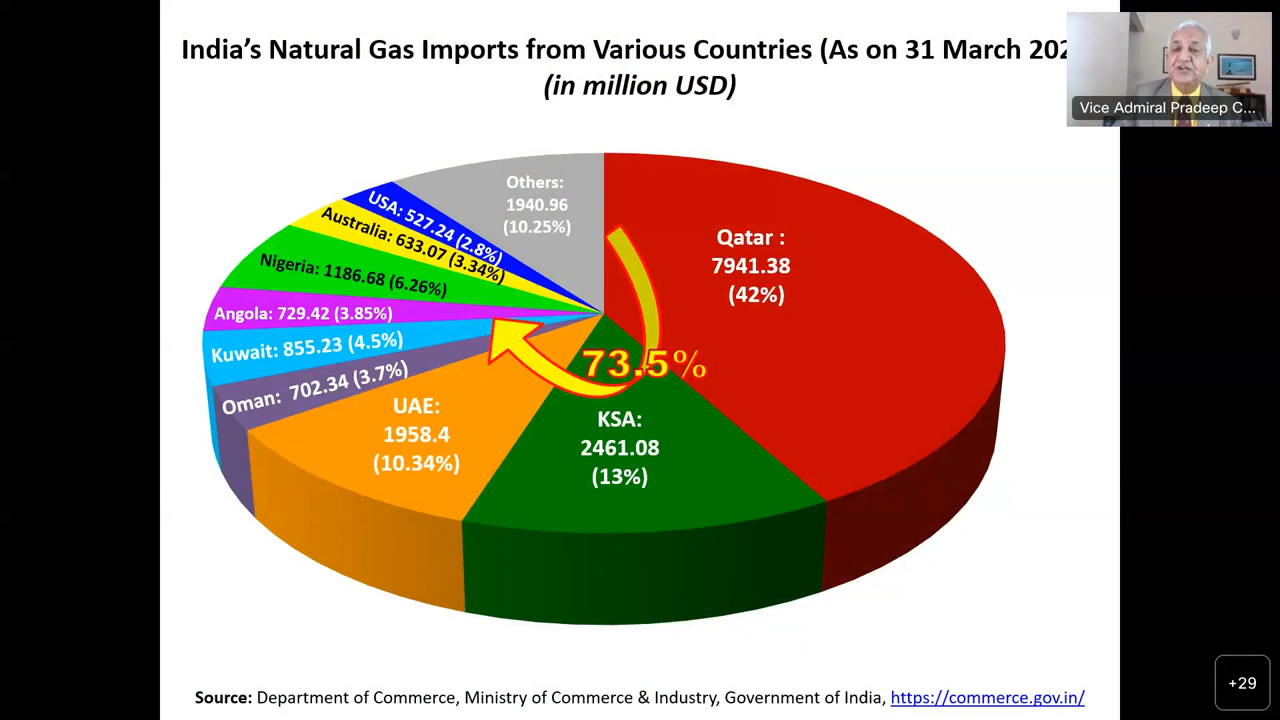 India's Natural Gas Imports from Various Countries (As on 31 March 202
(in million USD)
Vice Admiral Pradeep C...
Others:
1940.96
(10.25%)
USA: 527.24 (2.8%)
Australia: 633.07 (3.34%)
Nigeria: 1186.68 (6.26%)
Angola: 729.42 (3.85%)
Kuwait: 855.23 (4.5%)
Oman: 702.34 (3.7%)
Qatar :
7941.38
(42%)
73.5%
UAE:
1958.4
(10.34%)
KSA:
2461.08
(13%)
+29
Source: Department of Commerce, Ministry of Commerce & Industry, Government of India, https://commerce.gov.in/